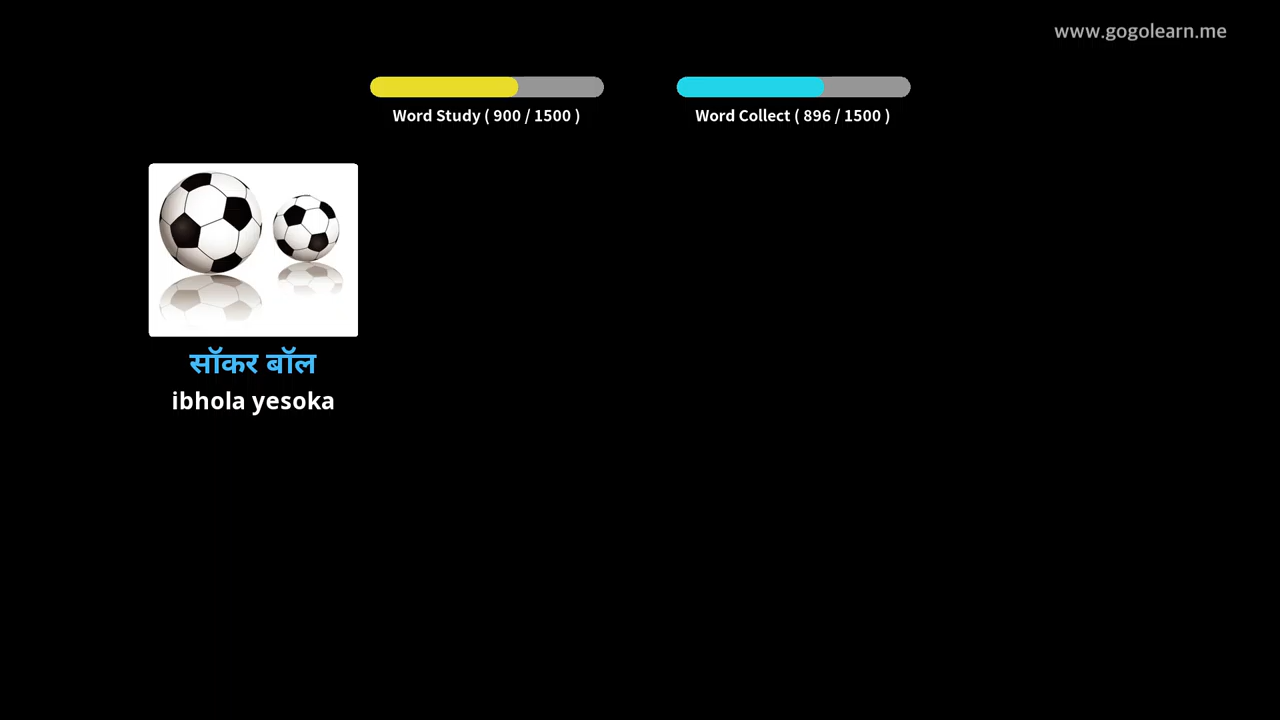 www.gogolearn.me
Word Study ( 900 / 1500 )
Word Collect ( 896 / 1500 )
सॉकर बॉल
ibhola yesoka